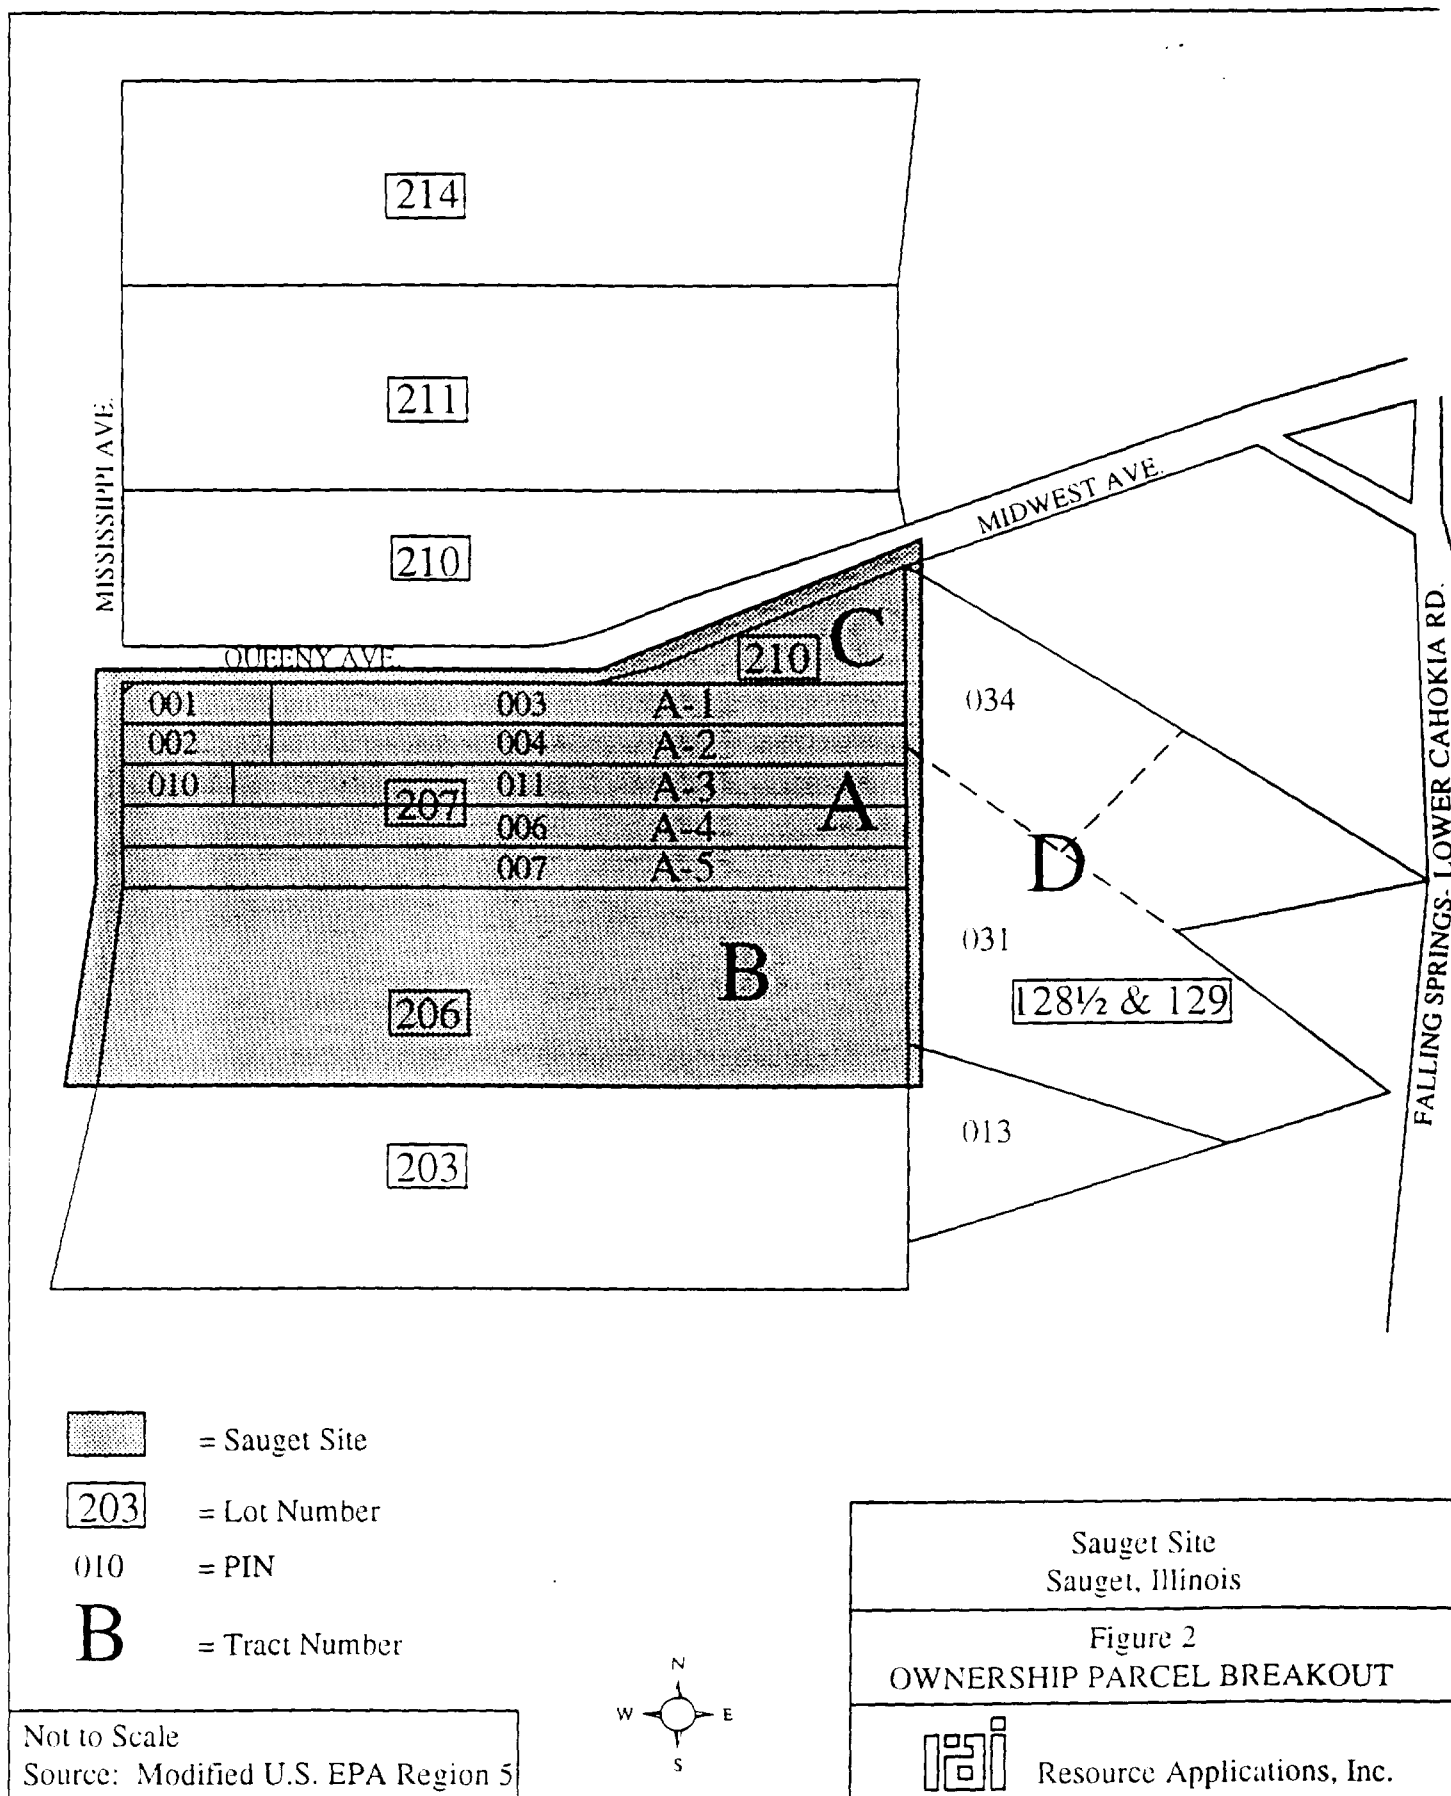 214
211
MISSISSIPPI AVE.
MIDWEST AVE.
210
C
QUEENY AVE.
210
001 003 A-1
034
002 004 A-2
010 011 A-3
207
A
006 A-4
007 A-5
D
FALLING SPRINGS- LOWER CAHOKIA RD.
B
031
206
128½ & 129
013
203
= Sauget Site
203 = Lot Number
010 = PIN
B = Tract Number
Sauget Site
Sauget, Illinois
Figure 2
OWNERSHIP PARCEL BREAKOUT
N
W E
S
Not to Scale
Source: Modified U.S. EPA Region 5
rai Resource Applications, Inc.